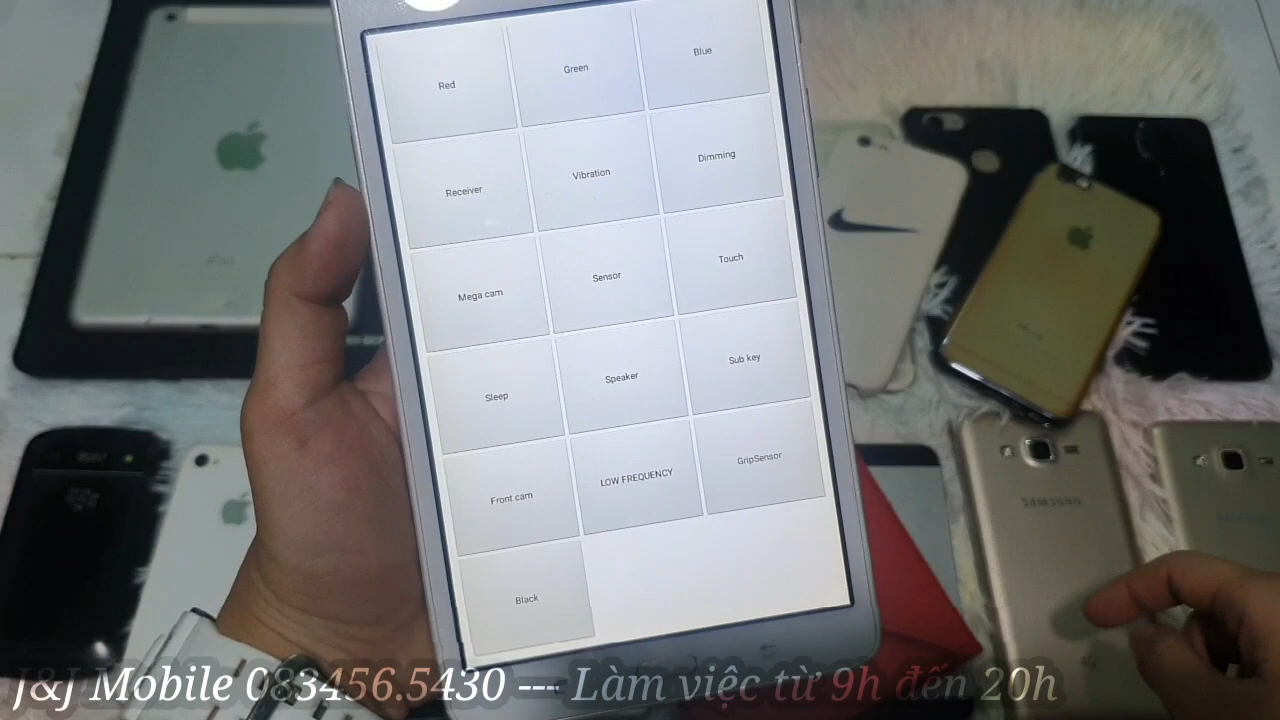 Red Green Blue
Receiver Vibration Dimming
Mega cam Sensor Touch
Sleep Speaker Sub key
Front cam LOW FREQUENCY GripSensor
Black
SAMSUNG
J&J Mobile 083456.5430 --- Làm việc từ 9h đến 20h